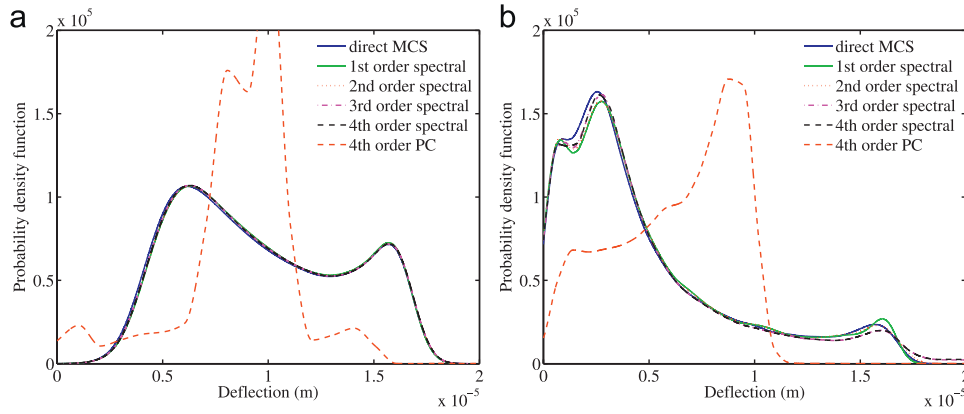 a
x 10^5
2
1.5
1
0.5
0
Probability density function
direct MCS
1st order spectral
2nd order spectral
3rd order spectral
4th order spectral
4th order PC
0 0.5 1 1.5 2
Deflection (m)
x 10^-5
b
x 10^5
2
1.5
1
0.5
0
Probability density function
direct MCS
1st order spectral
2nd order spectral
3rd order spectral
4th order spectral
4th order PC
0 0.5 1 1.5 2
Deflection (m)
x 10^-5